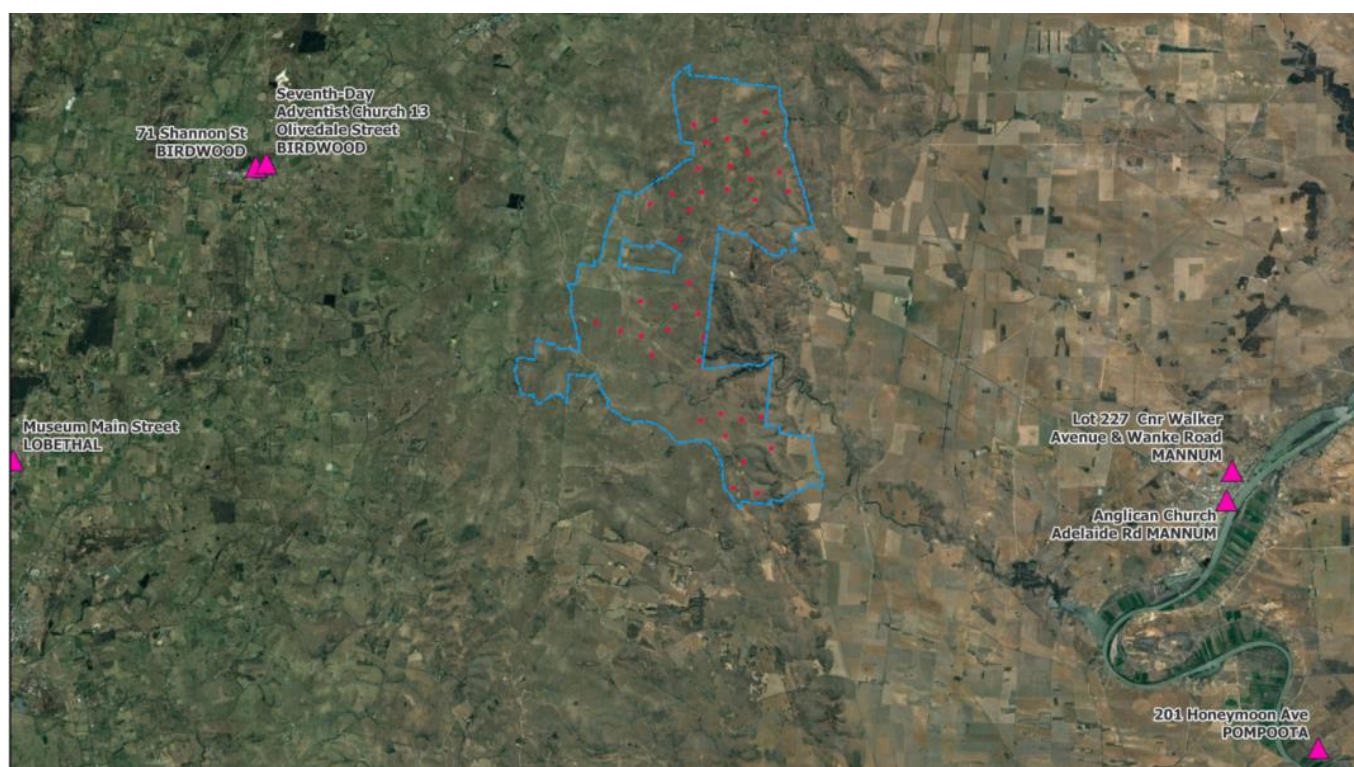 Seventh-Day
Adventist Church 13
Olivedale Street
BIRDWOOD
71 Shannon St
BIRDWOOD
Museum Main Street
LOBETHAL
Lot 227 Cnr Walker
Avenue & Wanke Road
MANNUM
Anglican Church
Adelaide Rd MANNUM
201 Honeymoon Ave
POMPOOTA